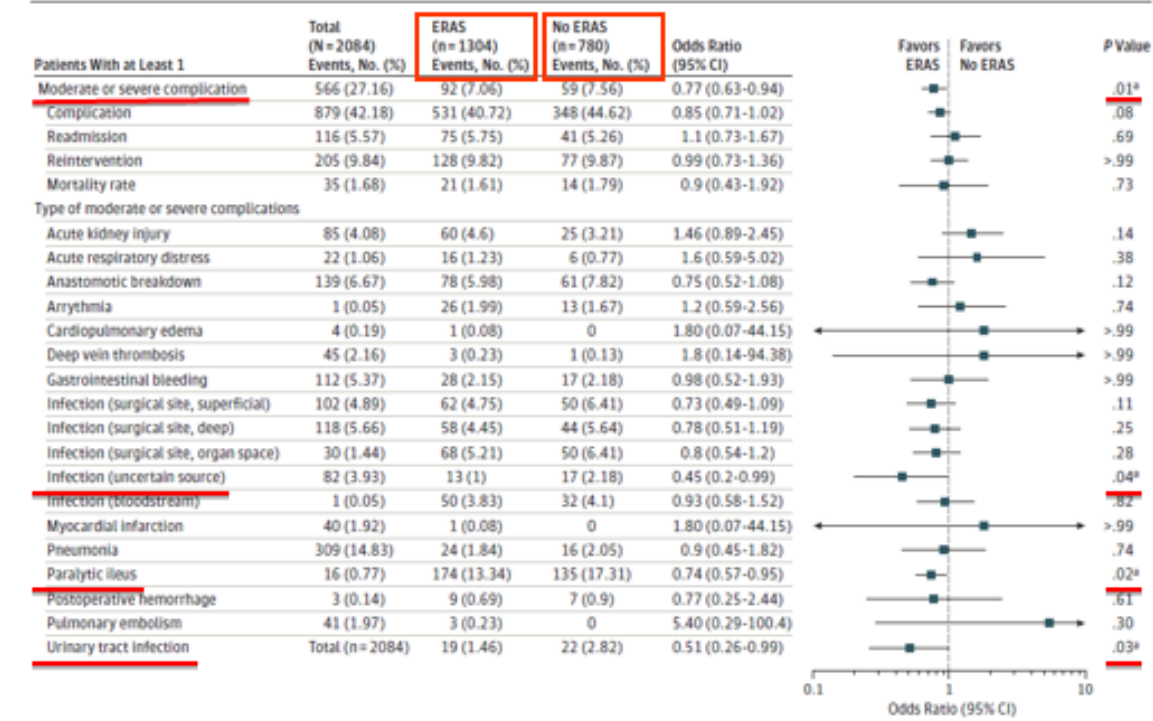 Total ERAS No ERAS
(N=2084) (n=1304) (n=780) Odds Ratio Favors Favors P Value
Patients With at Least 1 Events, No. (%) Events, No. (%) Events, No. (%) (95% CI) ERAS No ERAS
Moderate or severe complication 566 (27.16) 92 (7.06) 59 (7.56) 0.77 (0.63-0.94) .01ª
Complication 879 (42.18) 531 (40.72) 348 (44.62) 0.85 (0.71-1.02) .08
Readmission 116 (5.57) 75 (5.75) 41 (5.26) 1.1 (0.73-1.67) .69
Reintervention 205 (9.84) 128 (9.82) 77 (9.87) 0.99 (0.73-1.36) >.99
Mortality rate 35 (1.68) 21 (1.61) 14 (1.79) 0.9 (0.43-1.92) .73
Type of moderate or severe complications
Acute kidney injury 85 (4.08) 60 (4.6) 25 (3.21) 1.46 (0.89-2.45) .14
Acute respiratory distress 22 (1.06) 16 (1.23) 6 (0.77) 1.6 (0.59-5.02) .38
Anastomotic breakdown 139 (6.67) 78 (5.98) 61 (7.82) 0.75 (0.52-1.08) .12
Arrythmia 1 (0.05) 26 (1.99) 13 (1.67) 1.2 (0.59-2.56) .74
Cardiopulmonary edema 4 (0.19) 1 (0.08) 0 1.80 (0.07-44.15) >.99
Deep vein thrombosis 45 (2.16) 3 (0.23) 1 (0.13) 1.8 (0.14-94.38) >.99
Gastrointestinal bleeding 112 (5.37) 28 (2.15) 17 (2.18) 0.98 (0.52-1.93) >.99
Infection (surgical site, superficial) 102 (4.89) 62 (4.75) 50 (6.41) 0.73 (0.49-1.09) .11
Infection (surgical site, deep) 118 (5.66) 58 (4.45) 44 (5.64) 0.78 (0.51-1.19) .25
Infection (surgical site, organ space) 30 (1.44) 68 (5.21) 50 (6.41) 0.8 (0.54-1.2) .28
Infection (uncertain source) 82 (3.93) 13 (1) 17 (2.18) 0.45 (0.2-0.99) .04ª
Infection (bloodstream) 1 (0.05) 50 (3.83) 32 (4.1) 0.93 (0.58-1.52) .82
Myocardial infarction 40 (1.92) 1 (0.08) 0 1.80 (0.07-44.15) >.99
Pneumonia 309 (14.83) 24 (1.84) 16 (2.05) 0.9 (0.45-1.82) .74
Paralytic ileus 16 (0.77) 174 (13.34) 135 (17.31) 0.74 (0.57-0.95) .02ª
Postoperative hemorrhage 3 (0.14) 9 (0.69) 7 (0.9) 0.77 (0.25-2.44) .61
Pulmonary embolism 41 (1.97) 3 (0.23) 0 5.40 (0.29-100.4) .30
Urinary tract infection Total (n=2084) 19 (1.46) 22 (2.82) 0.51 (0.26-0.99) .03ª
0.1 1 10
Odds Ratio (95% CI)